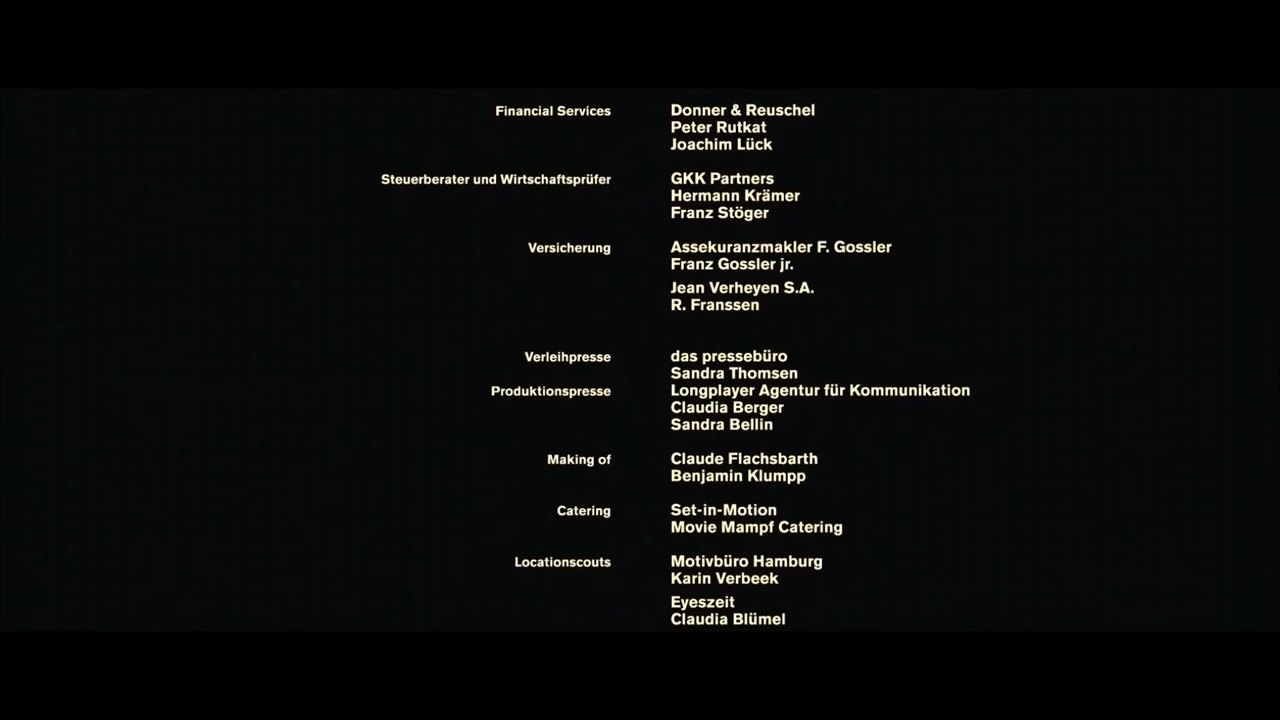 Financial Services Donner & Reuschel
Peter Rutkat
Joachim Lück
Steuerberater und Wirtschaftsprüfer GKK Partners
Hermann Krämer
Franz Stöger
Versicherung Assekuranzmakler F. Gossler
Franz Gossler jr.
Jean Verheyen S.A.
R. Franssen
Verleihpresse das pressebüro
Sandra Thomsen
Produktionspresse Longplayer Agentur für Kommunikation
Claudia Berger
Sandra Bellin
Making of Claude Flachsbarth
Benjamin Klumpp
Catering Set-in-Motion
Movie Mampf Catering
Locationscouts Motivbüro Hamburg
Karin Verbeek
Eyeszeit
Claudia Blümel